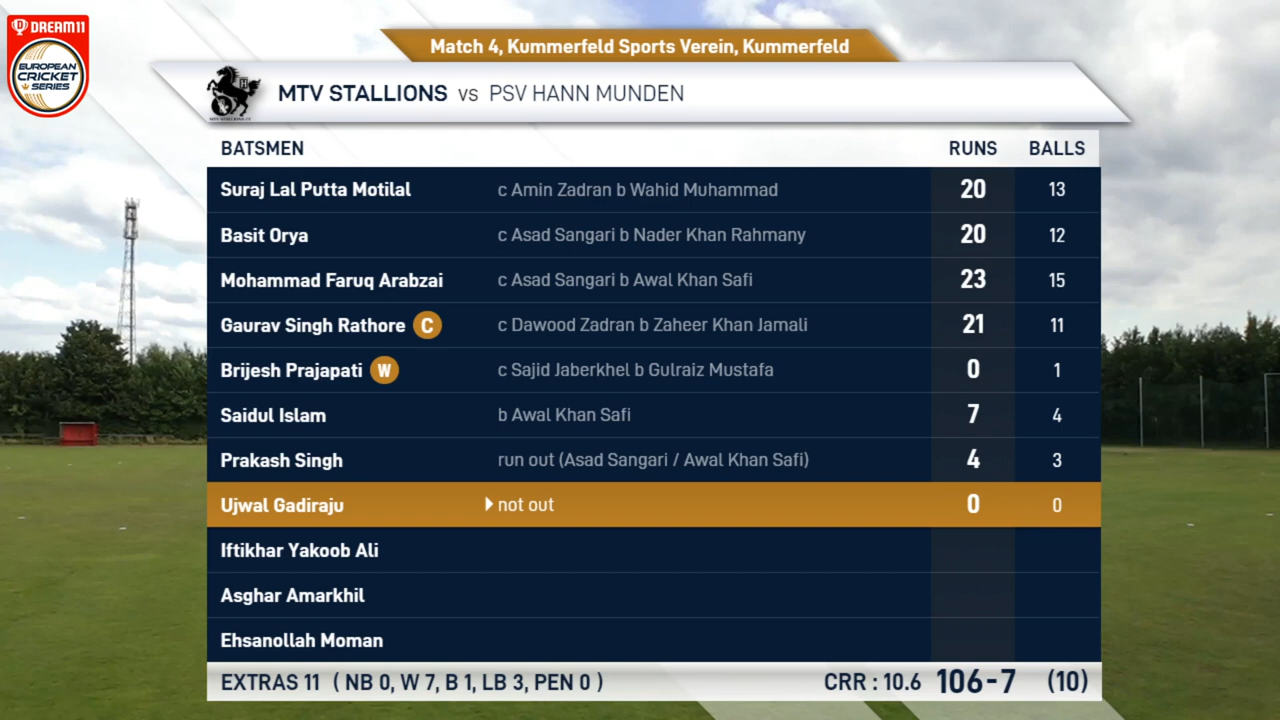 DREAM11
EUROPEAN
CRICKET
SERIES
Match 4, Kummerfeld Sports Verein, Kummerfeld
MTV STALLIONS vs PSV HANN MUNDEN
MTV STALLIONS CE
BATSMEN RUNS BALLS
Suraj Lal Putta Motilal c Amin Zadran b Wahid Muhammad 20 13
Basit Orya c Asad Sangari b Nader Khan Rahmany 20 12
Mohammad Faruq Arabzai c Asad Sangari b Awal Khan Safi 23 15
Gaurav Singh Rathore C c Dawood Zadran b Zaheer Khan Jamali 21 11
Brijesh Prajapati W c Sajid Jaberkhel b Gulraiz Mustafa 0 1
Saidul Islam b Awal Khan Safi 7 4
Prakash Singh run out (Asad Sangari / Awal Khan Safi) 4 3
Ujwal Gadiraju not out 0 0
Iftikhar Yakoob Ali
Asghar Amarkhil
Ehsanollah Moman
EXTRAS 11 ( NB 0, W 7, B 1, LB 3, PEN 0 ) CRR : 10.6 106-7 (10)